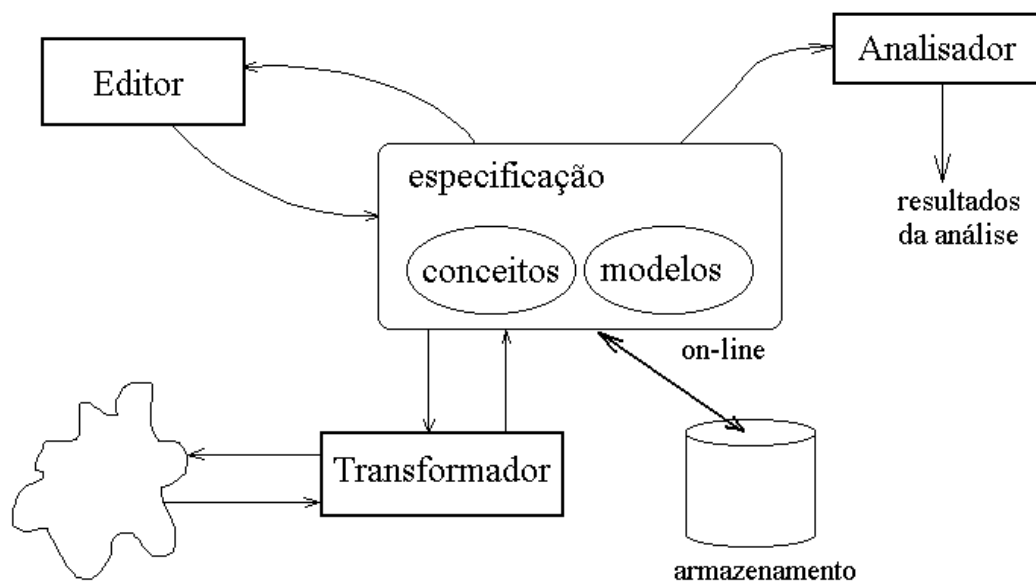 Editor
Analisador
especificação
conceitos
modelos
resultados
da análise
on-line
Transformador
armazenamento